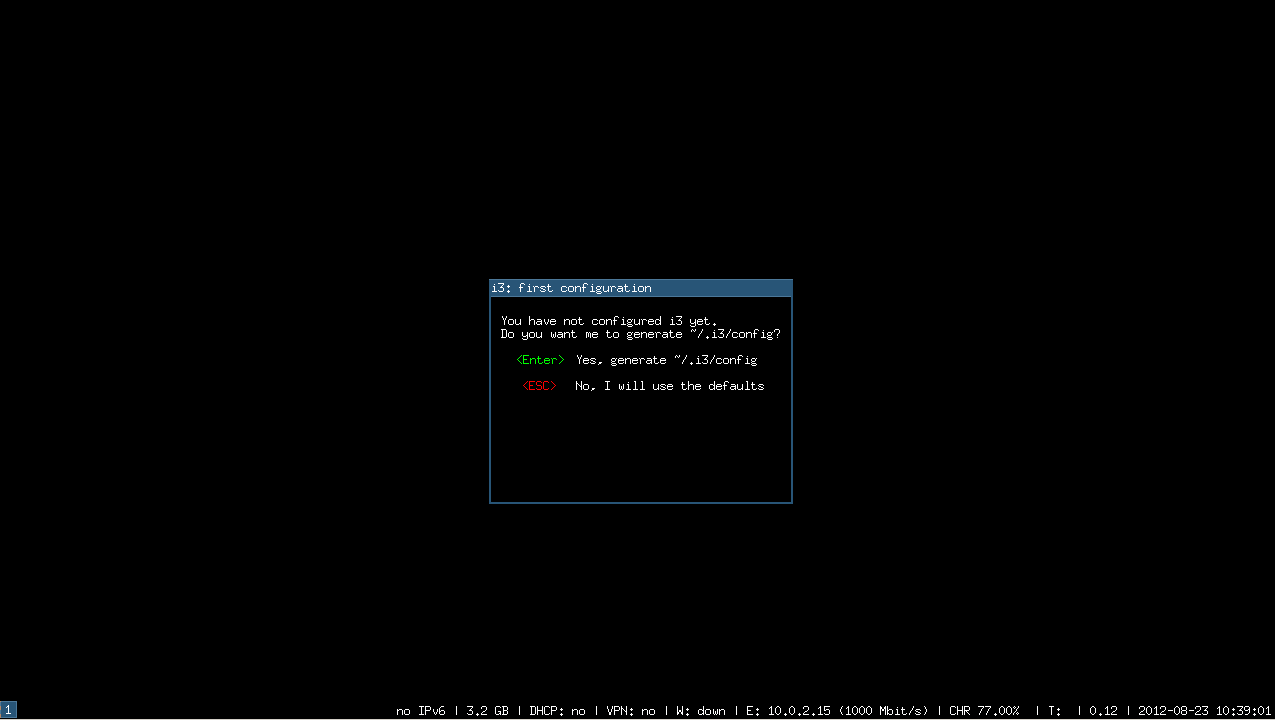 i3: first configuration
You have not configured i3 yet.
Do you want me to generate ~/.i3/config?
<Enter> Yes, generate ~/.i3/config
<ESC> No, I will use the defaults
1 no IPv6 | 3.2 GB | DHCP: no | VPN: no | W: down | E: 10.0.2.15 (1000 Mbit/s) | CHR 77.00% | T: | 0.12 | 2012-08-23 10:39:01